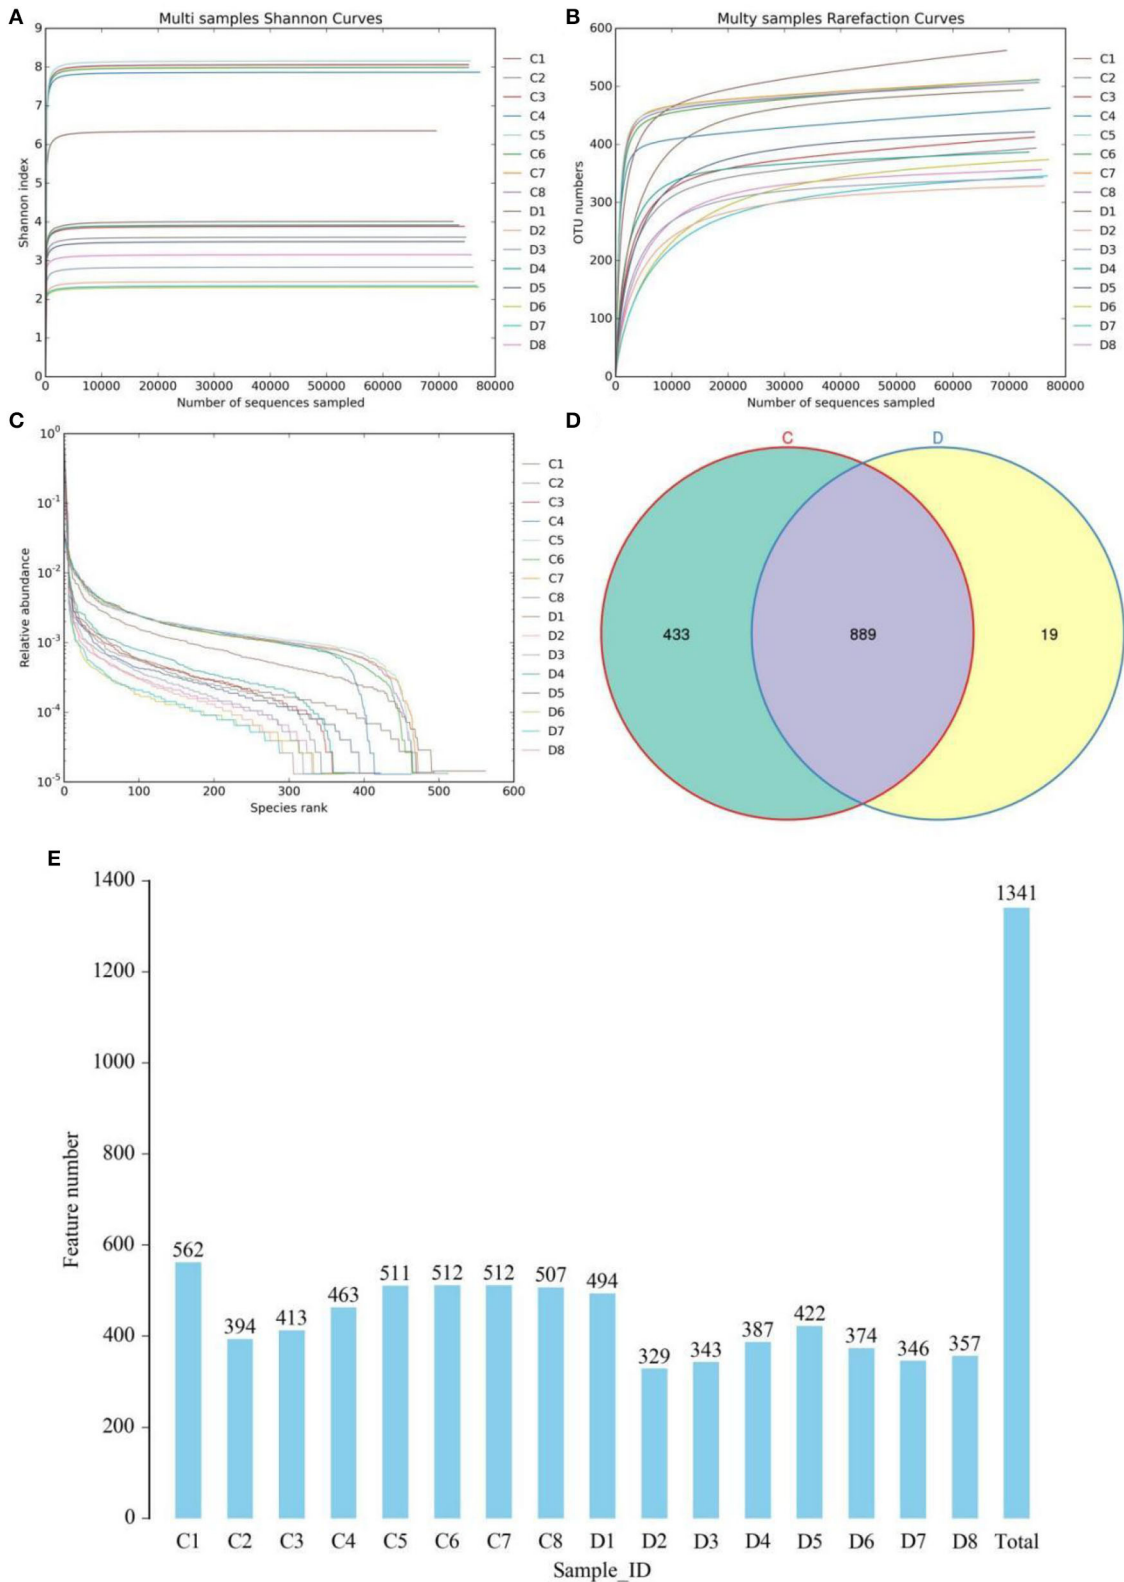 A
Multi samples Shannon Curves
9
8
7
6
5
4
3
2
1
0
Shannon index
0
10000
20000
30000
40000
50000
60000
70000
80000
Number of sequences sampled
C1
C2
C3
C4
C5
C6
C7
C8
D1
D2
D3
D4
D5
D6
D7
D8
B
Multy samples Rarefaction Curves
600
500
400
300
200
100
0
OTU numbers
0
10000
20000
30000
40000
50000
60000
70000
80000
Number of sequences sampled
C1
C2
C3
C4
C5
C6
C7
C8
D1
D2
D3
D4
D5
D6
D7
D8
C
10^0
10^-1
10^-2
10^-3
10^-4
10^-5
Relative abundance
0
100
200
300
400
500
600
Species rank
C1
C2
C3
C4
C5
C6
C7
C8
D1
D2
D3
D4
D5
D6
D7
D8
D
C
D
433
889
19
E
1400
1200
1000
800
600
400
200
0
Feature number
562
394
413
463
511
512
512
507
494
329
343
387
422
374
346
357
1341
C1
C2
C3
C4
C5
C6
C7
C8
D1
D2
D3
D4
D5
D6
D7
D8
Total
Sample_ID